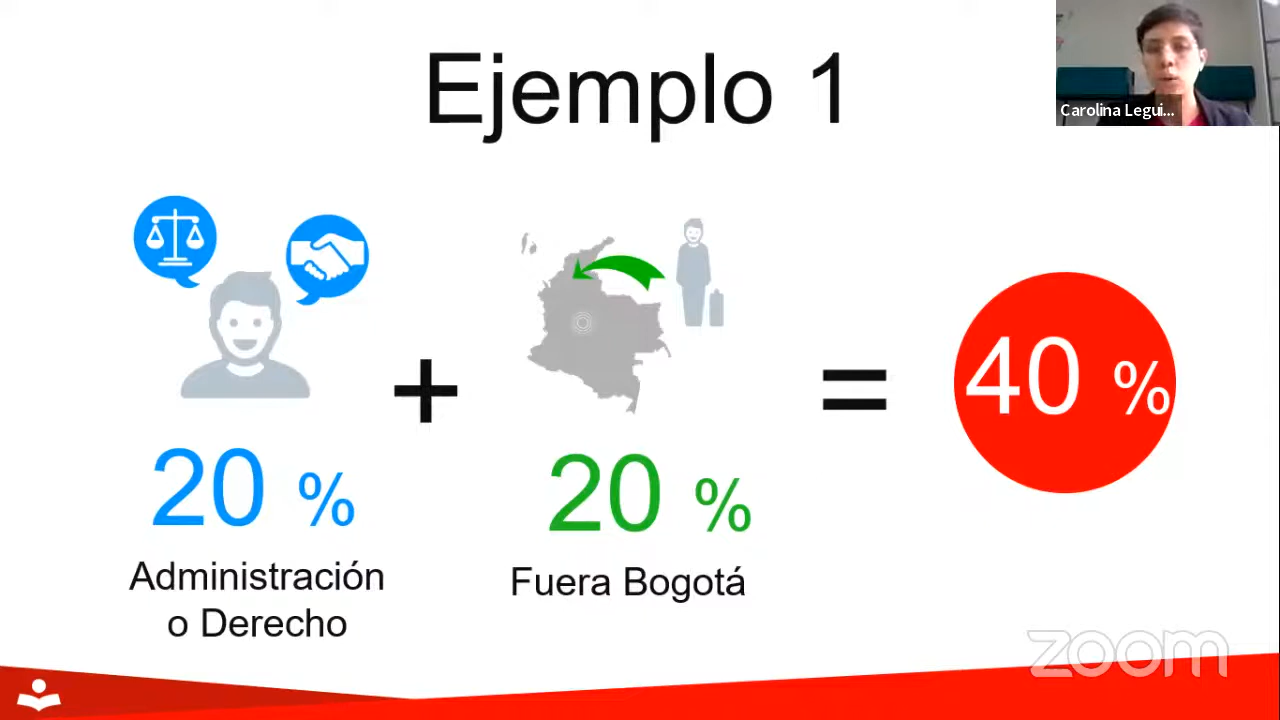 Ejemplo 1
Carolina Legui...
+
=
40 %
20 %
20 %
Administración
o Derecho
Fuera Bogotá
zoom